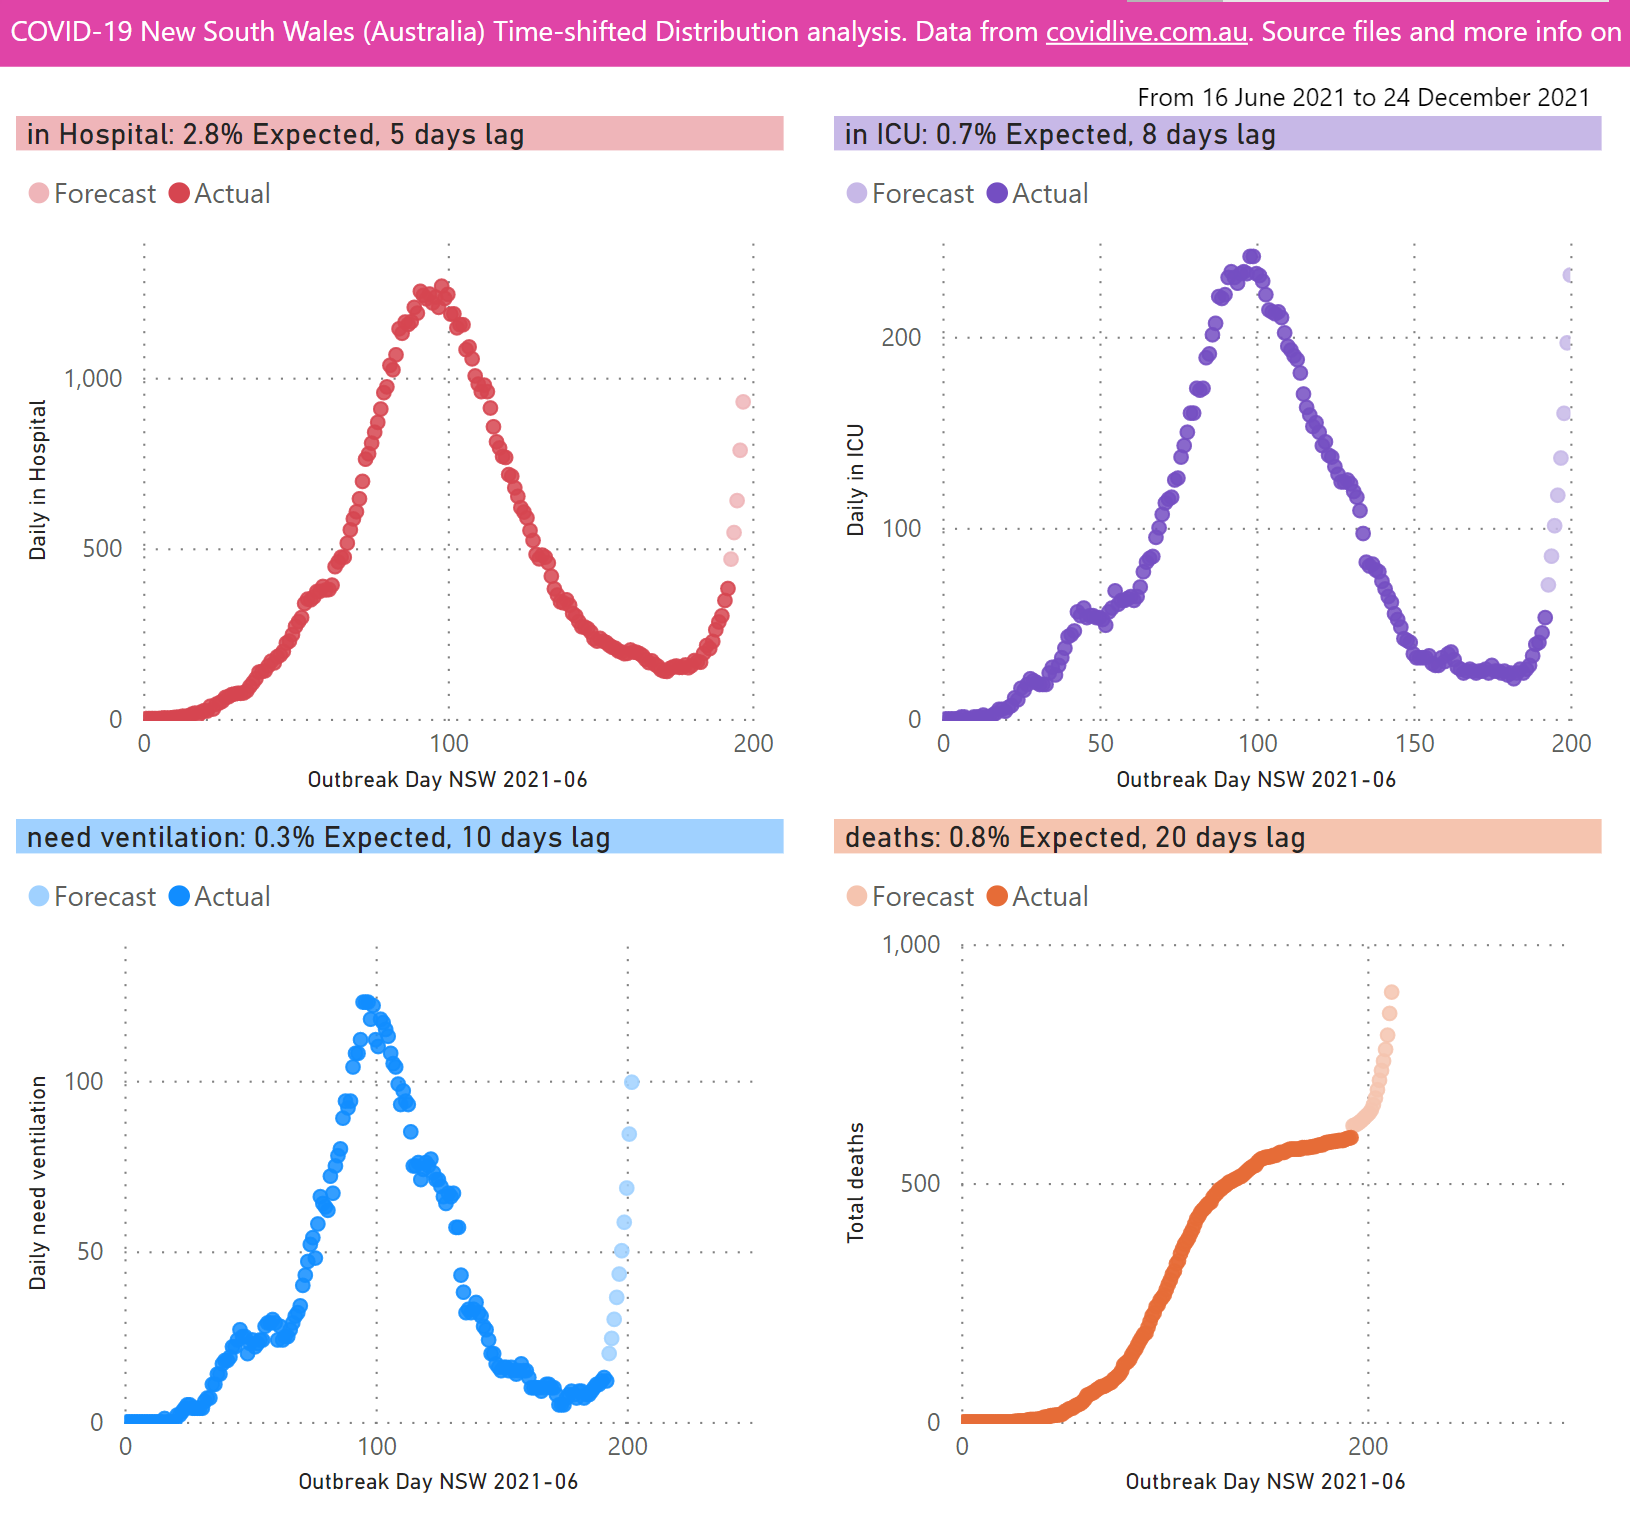 COVID-19 New South Wales (Australia) Time-shifted Distribution analysis. Data from covidlive.com.au. Source files and more info on
From 16 June 2021 to 24 December 2021
in Hospital: 2.8% Expected, 5 days lag
Forecast Actual
Daily in Hospital
1,000
500
0
0 100 200
Outbreak Day NSW 2021-06
in ICU: 0.7% Expected, 8 days lag
Forecast Actual
Daily in ICU
200
100
0
0 50 100 150 200
Outbreak Day NSW 2021-06
need ventilation: 0.3% Expected, 10 days lag
Forecast Actual
Daily need ventilation
100
50
0
0 100 200
Outbreak Day NSW 2021-06
deaths: 0.8% Expected, 20 days lag
Forecast Actual
Total deaths
1,000
500
0
0 200
Outbreak Day NSW 2021-06